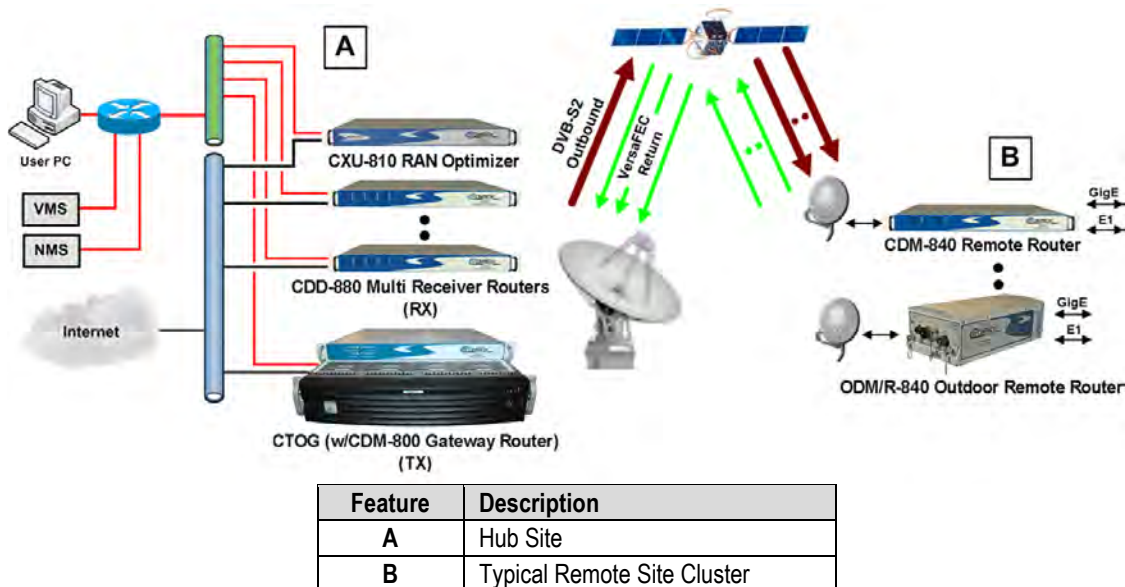 A
User PC
VMS
NMS
Internet
CXU-810 RAN Optimizer
CDD-880 Multi Receiver Routers
(RX)
CTOG (w/CDM-800 Gateway Router)
(TX)
DVB-S2
Outbound
VersaFEC
Return
B
GigE
E1
CDM-840 Remote Router
GigE
E1
ODM/R-840 Outdoor Remote Router
Feature Description
A Hub Site
B Typical Remote Site Cluster